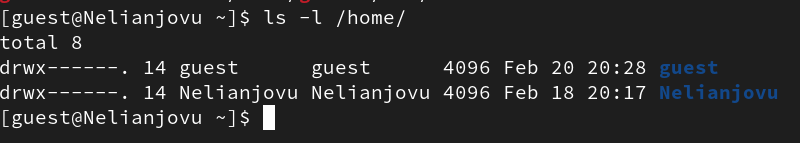 [guest@Nelianjovu ~]$ ls -l /home/
total 8
drwx------. 14 guest      guest      4096 Feb 20 20:28 guest
drwx------. 14 Nelianjovu Nelianjovu 4096 Feb 18 20:17 Nelianjovu
[guest@Nelianjovu ~]$